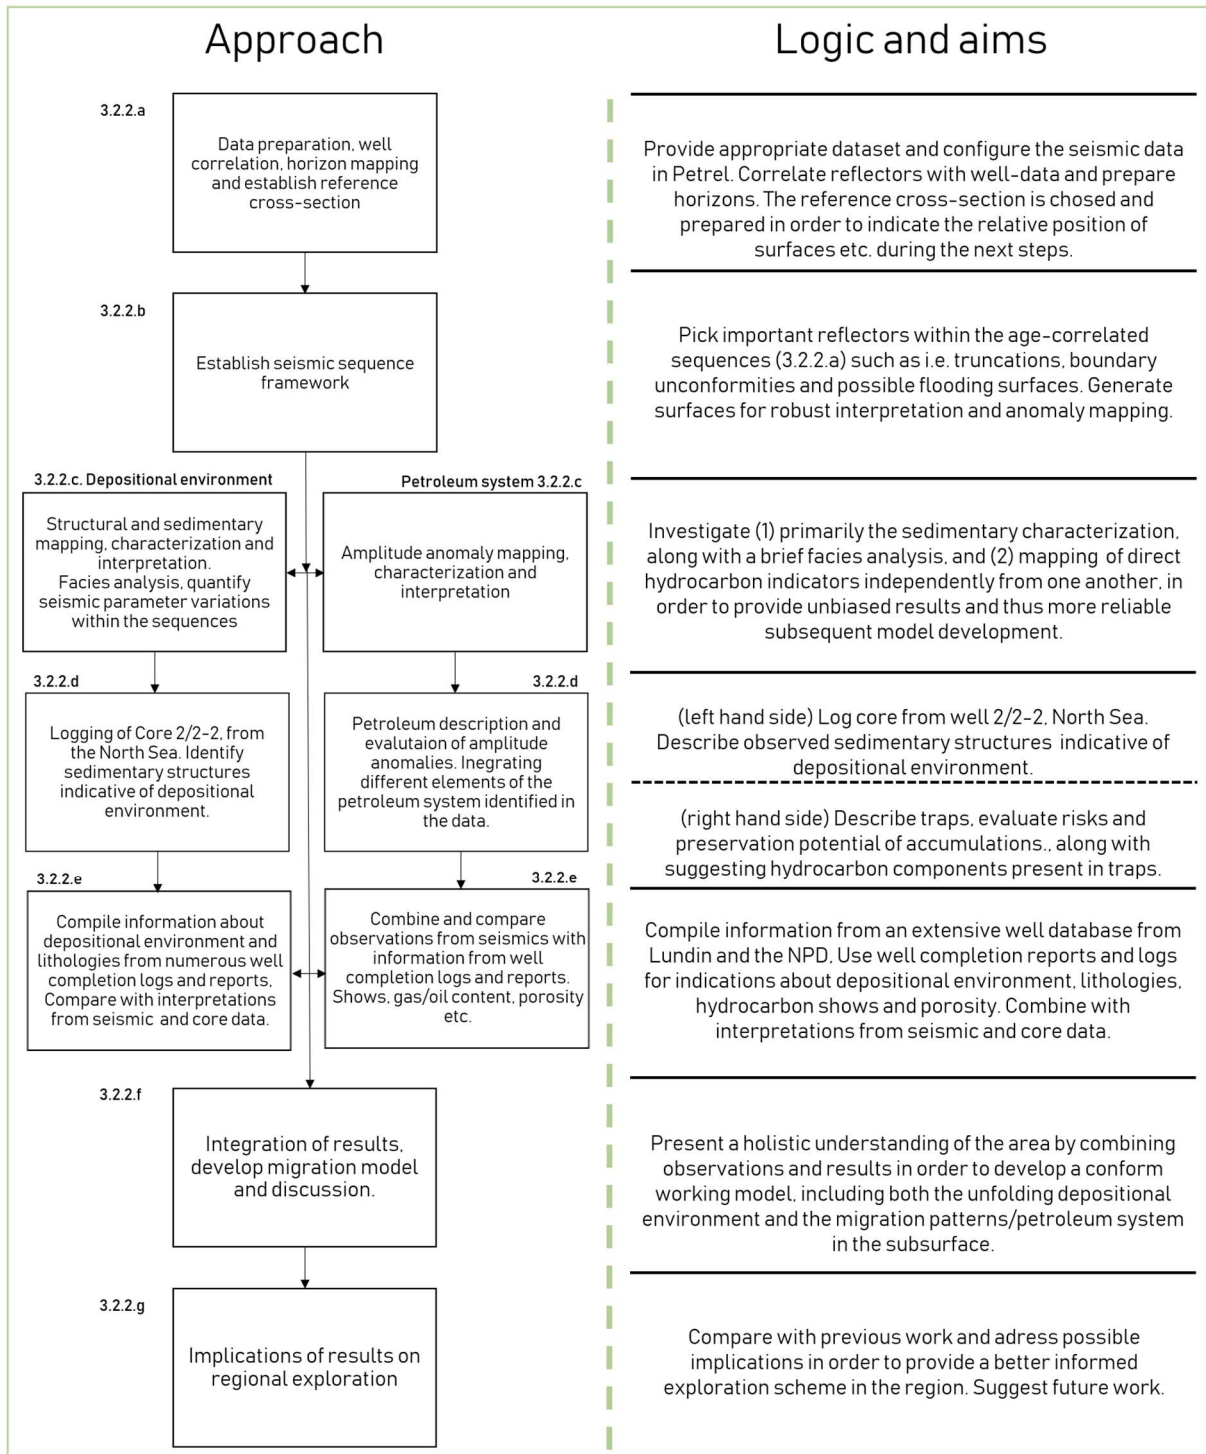 Approach
Logic and aims
3.2.2.a
Data preparation, well
correlation, horizon mapping
and establish reference
cross-section
Provide appropriate dataset and configure the seismic data
in Petrel. Correlate reflectors with well-data and prepare
horizons. The reference cross-section is chosed and
prepared in order to indicate the relative position of
surfaces etc. during the next steps.
3.2.2.b
Establish seismic sequence
framework
Pick important reflectors within the age-correlated
sequences (3.2.2.a) such as i.e. truncations, boundary
unconformities and possible flooding surfaces. Generate
surfaces for robust interpretation and anomaly mapping.
3.2.2.c. Depositional environment
Structural and sedimentary
mapping, characterization and
interpretation.
Facies analysis, quantify
seismic parameter variations
within the sequences
Petroleum system 3.2.2.c
Amplitude anomaly mapping,
characterization and
interpretation
Investigate (1) primarily the sedimentary characterization,
along with a brief facies analysis, and (2) mapping of direct
hydrocarbon indicators independently from one another, in
order to provide unbiased results and thus more reliable
subsequent model development.
3.2.2.d
Logging of Core 2/2-2, from
the North Sea. Identify
sedimentary structures
indicative of depositional
environment.
3.2.2.d
Petroleum description and
evalutaion of amplitude
anomalies. Inegrating
different elements of the
petroleum system identified in
the data.
(left hand side) Log core from well 2/2-2, North Sea.
Describe observed sedimentary structures indicative of
depositional environment.
(right hand side) Describe traps, evaluate risks and
preservation potential of accumulations., along with
suggesting hydrocarbon components present in traps.
3.2.2.e
Compile information about
depositional environment and
lithologies from numerous well
completion logs and reports,
Compare with interpretations
from seismic and core data.
3.2.2.e
Combine and compare
observations from seismics with
information from well
completion logs and reports.
Shows, gas/oil content, porosity
etc.
Compile information from an extensive well database from
Lundin and the NPD, Use well completion reports and logs
for indications about depositional environment, lithologies,
hydrocarbon shows and porosity. Combine with
interpretations from seismic and core data.
3.2.2.f
Integration of results,
develop migration model
and discussion.
Present a holistic understanding of the area by combining
observations and results in order to develop a conform
working model, including both the unfolding depositional
environment and the migration patterns/petroleum system
in the subsurface.
3.2.2.g
Implications of results on
regional exploration
Compare with previous work and adress possible
implications in order to provide a better informed
exploration scheme in the region. Suggest future work.